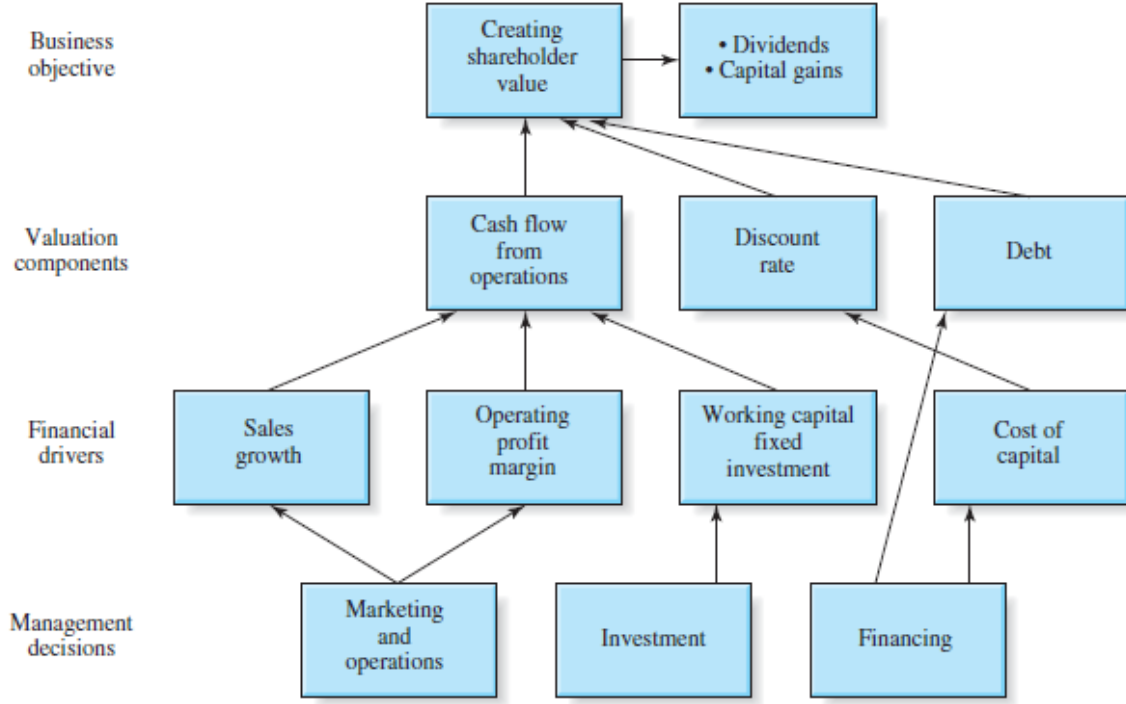 Business
objective
Creating
shareholder
value
• Dividends
• Capital gains
Valuation
components
Cash flow
from
operations
Discount
rate
Debt
Financial
drivers
Sales
growth
Operating
profit
margin
Working capital
fixed
investment
Cost of
capital
Management
decisions
Marketing
and
operations
Investment
Financing